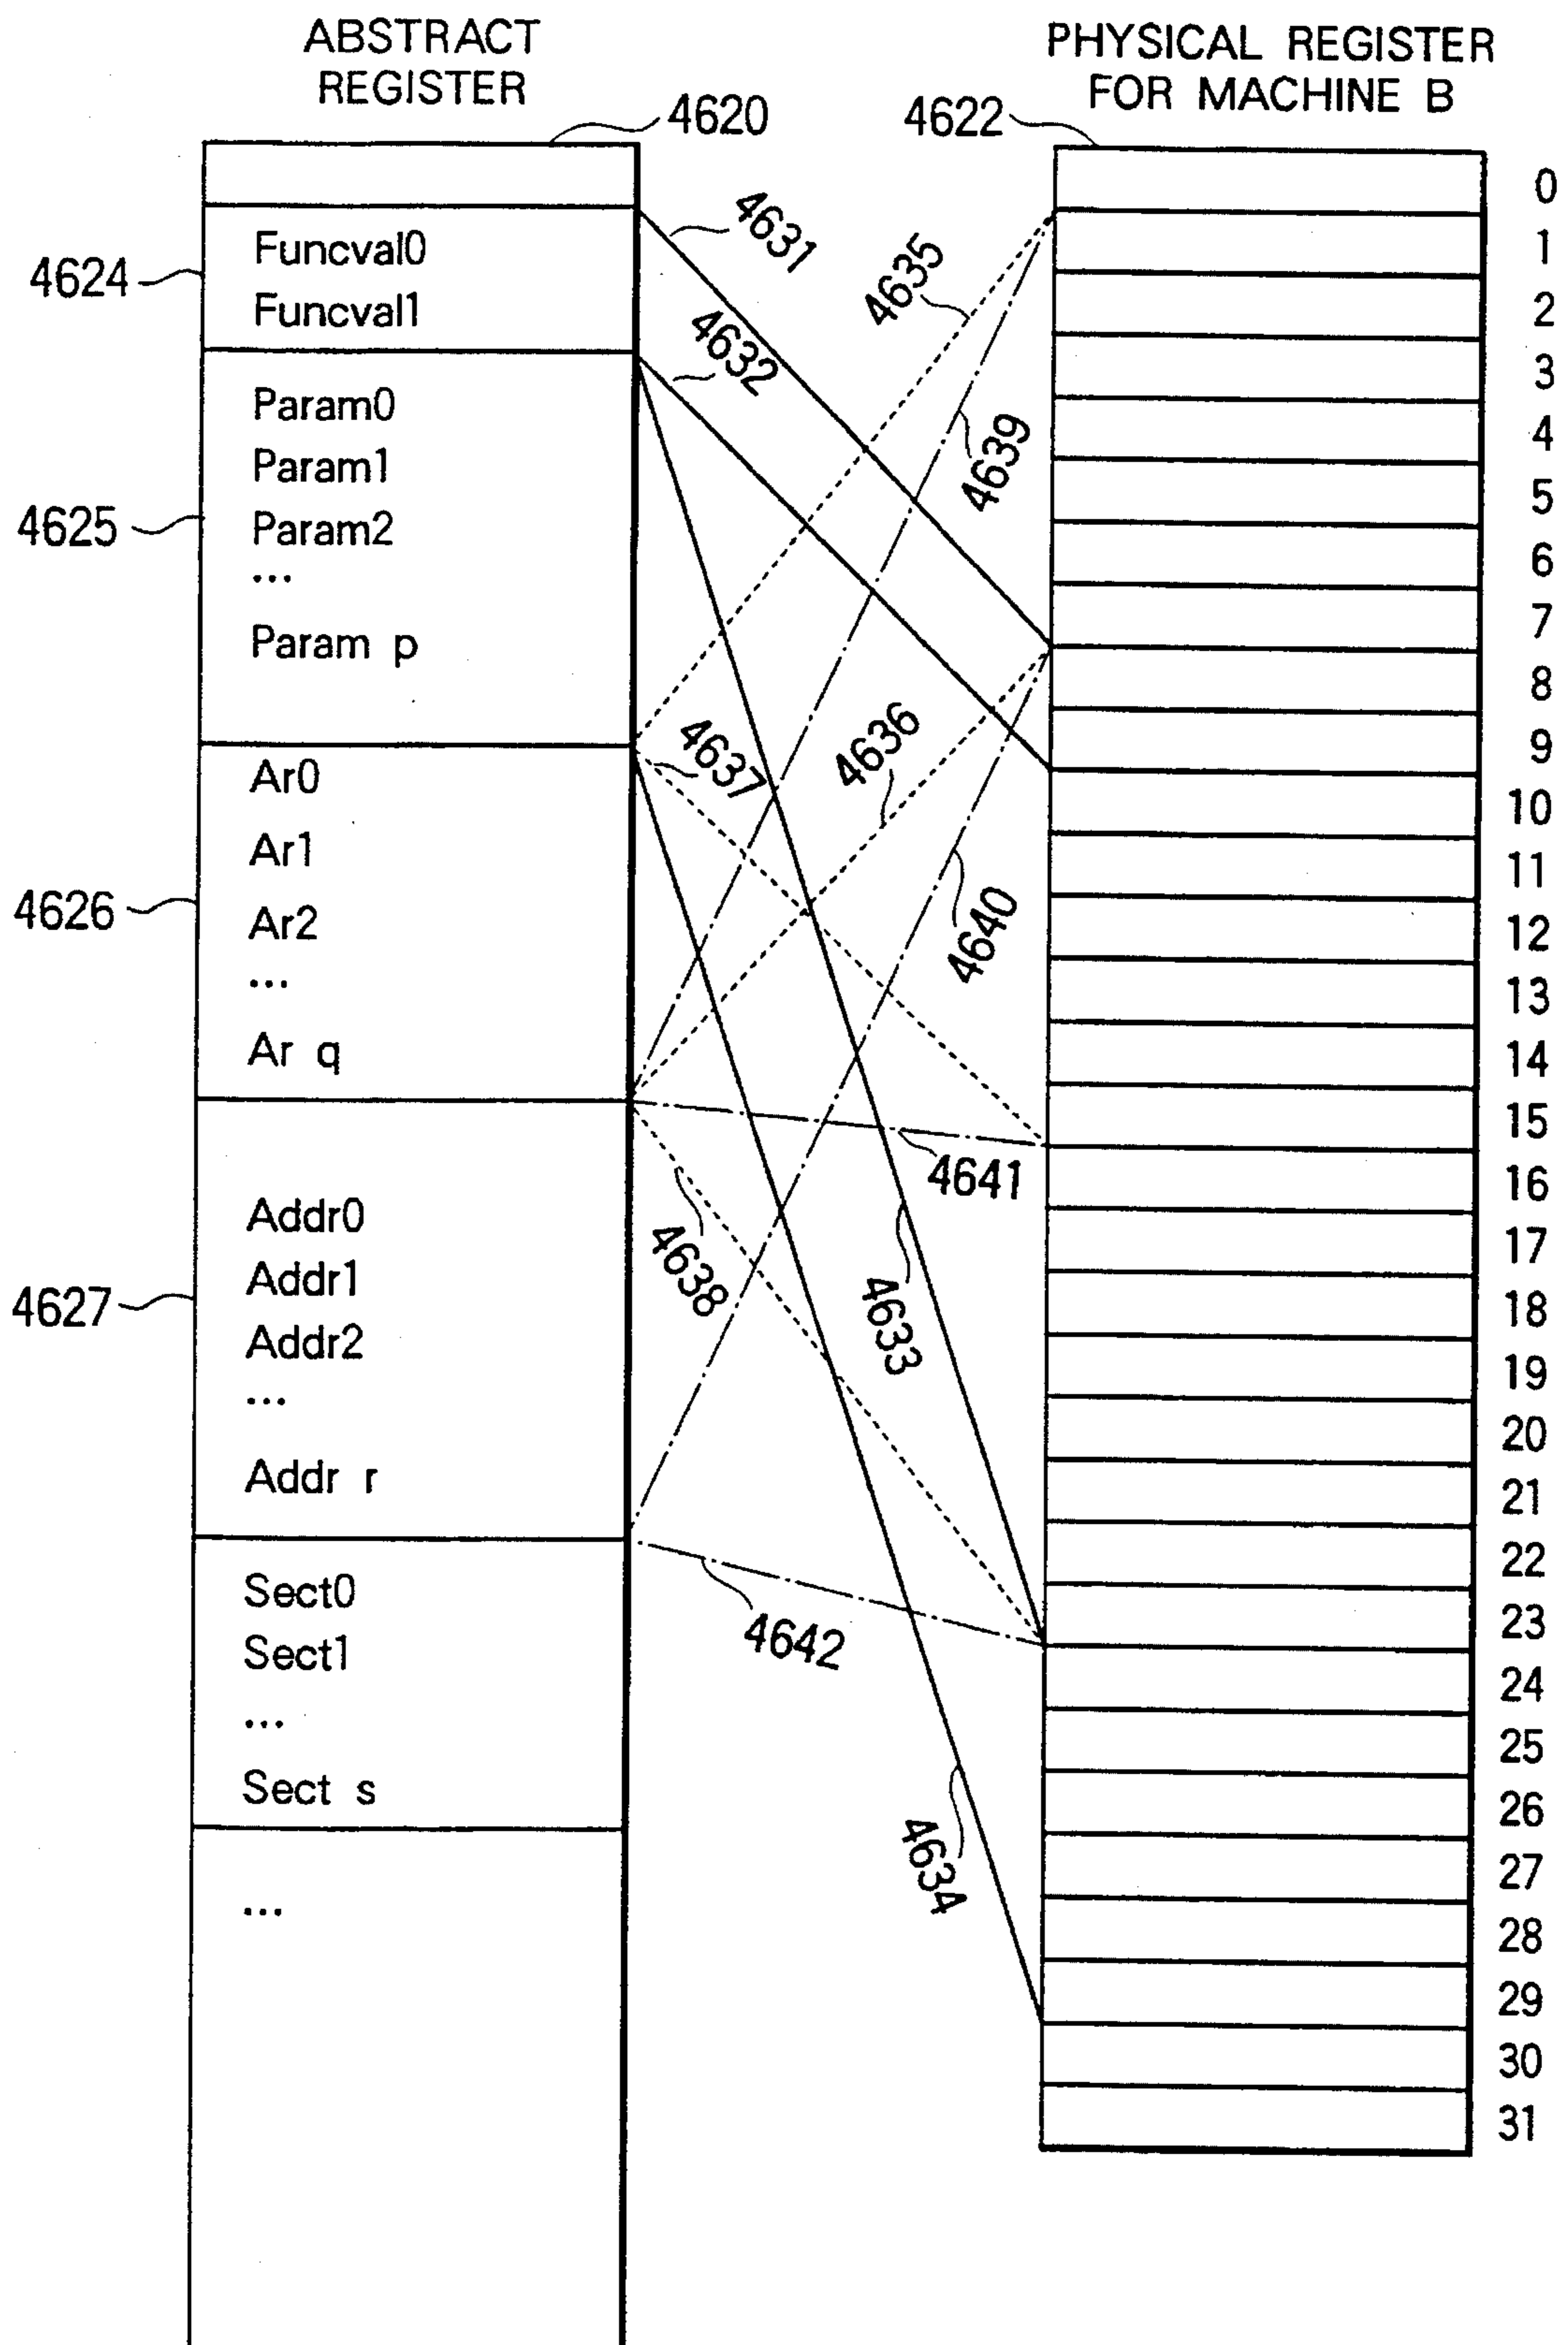 ABSTRACT
REGISTER
PHYSICAL REGISTER
FOR MACHINE B
4620
4622
4624
Funcval0
Funcval1
4625
Param0
Param1
Param2
...
Param p
4626
Ar0
Ar1
Ar2
...
Ar q
4627
Addr0
Addr1
Addr2
...
Addr r
Sect0
Sect1
...
Sect s
...
4631
4632
4635
4639
4637
4636
4640
4641
4638
4633
4642
4634
0
1
2
3
4
5
6
7
8
9
10
11
12
13
14
15
16
17
18
19
20
21
22
23
24
25
26
27
28
29
30
31